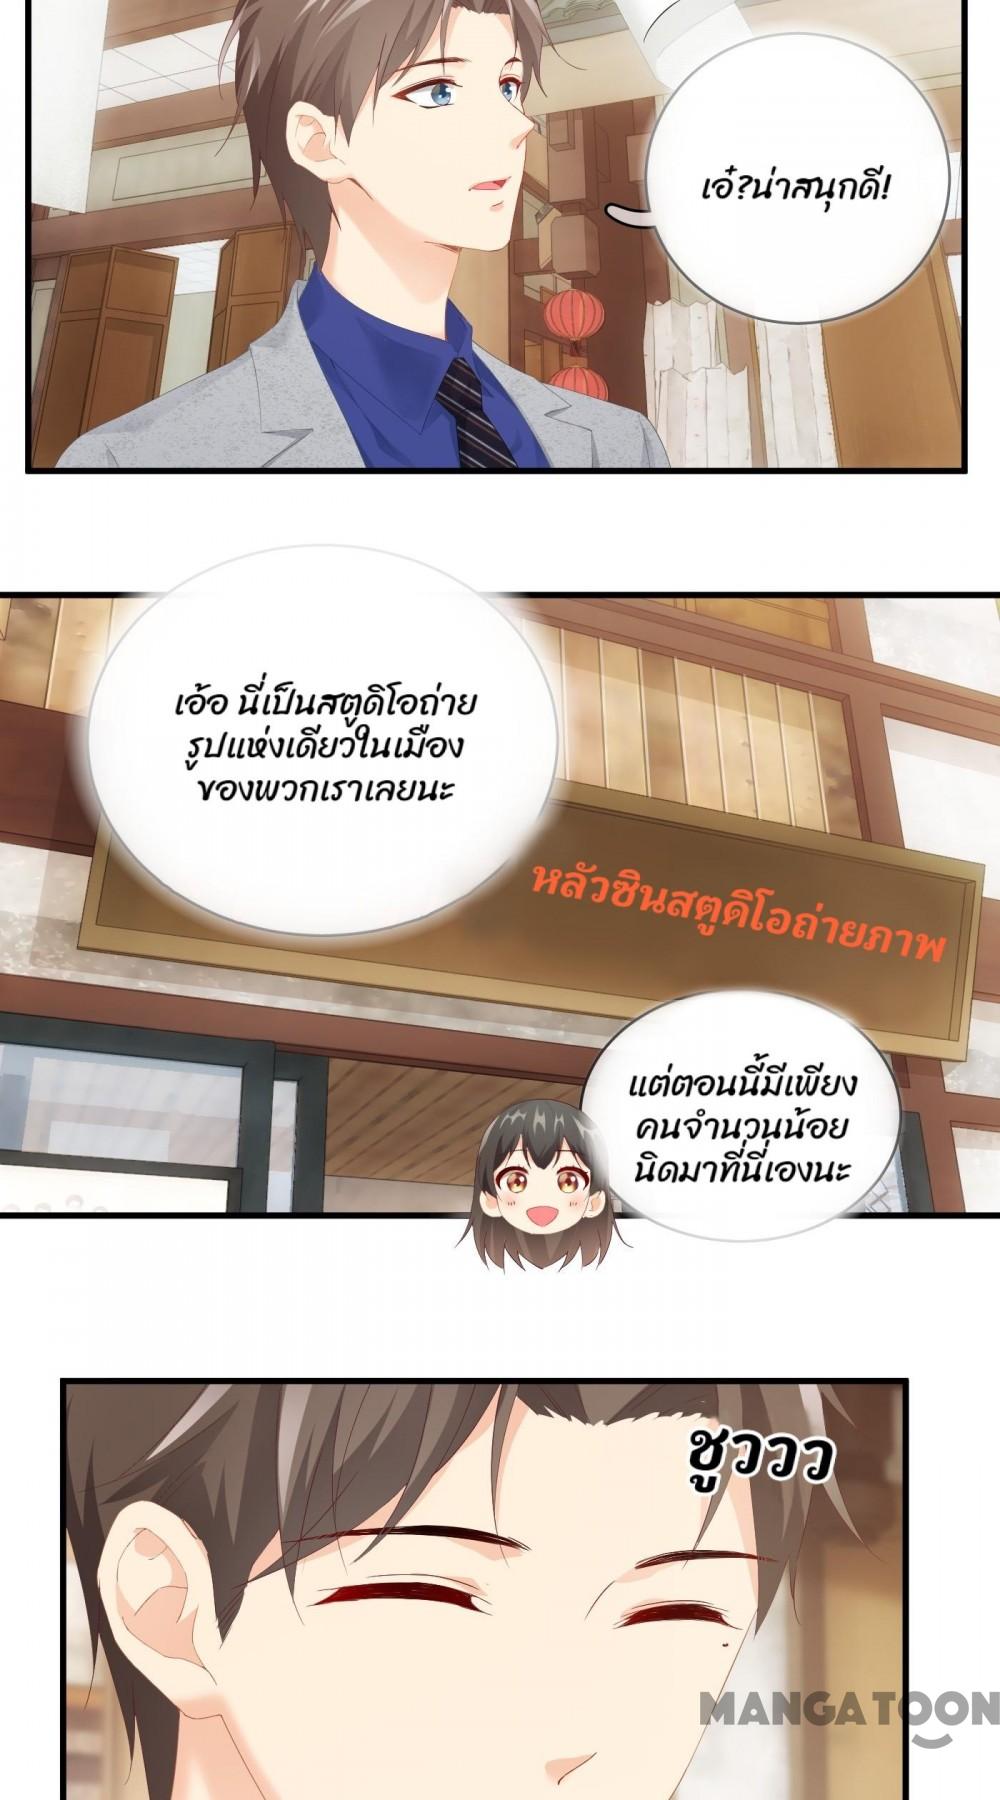 เอ๋?น่าสนุกดี!
เอ้อ นี่เป็นสตูดิโอถ่าย
รูปแห่งเดียวในเมือง
ของพวกเราเลยนะ
หลัวซินสตูดิโอถ่ายภาพ
แต่ตอนนี้มีเพียง
คนจำนวนน้อย
นิดมาที่นี่เองนะ
ชูววว
MANGATOON